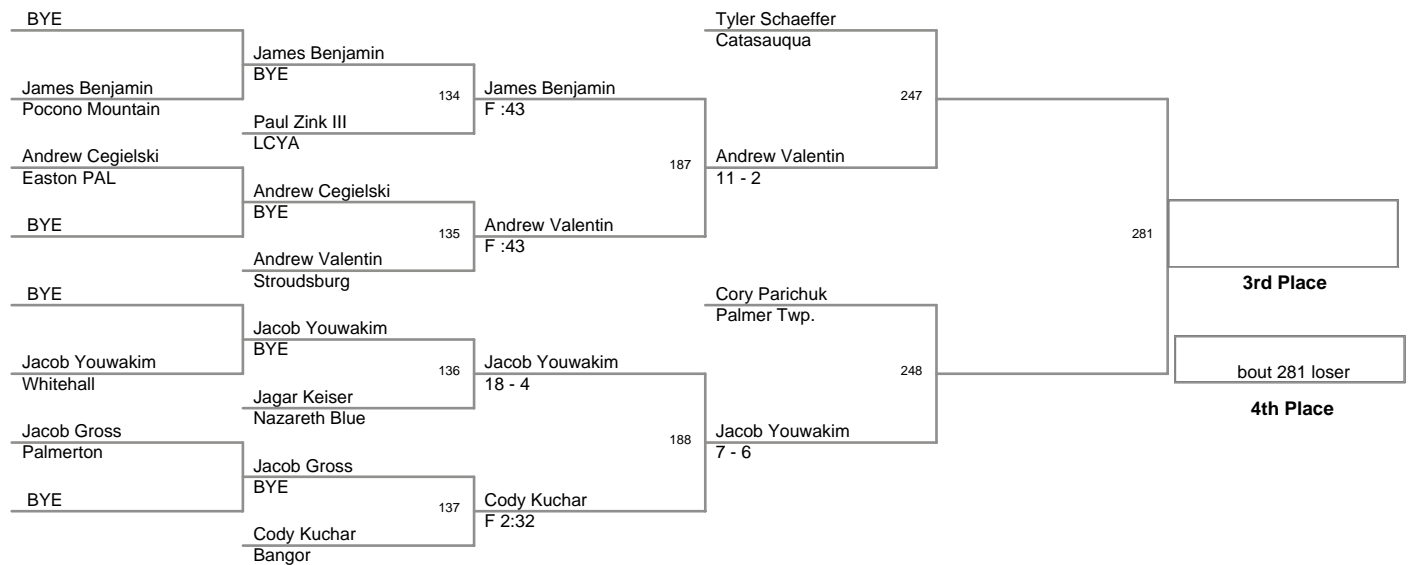 BYE
James Benjamin
Pocono Mountain
Andrew Cegielski
Easton PAL
BYE
BYE
Jacob Youwakim
Whitehall
Jacob Gross
Palmerton
BYE
James Benjamin
BYE
134
Paul Zink III
LCYA
Andrew Cegielski
BYE
135
Andrew Valentin
Stroudsburg
Jacob Youwakim
BYE
136
Jagar Keiser
Nazareth Blue
Jacob Gross
BYE
137
Cody Kuchar
Bangor
James Benjamin
F :43
187
Andrew Valentin
F :43
Jacob Youwakim
18 - 4
188
Cody Kuchar
F 2:32
Tyler Schaeffer
Catasauqua
247
Andrew Valentin
11 - 2
Cory Parichuk
Palmer Twp.
248
Jacob Youwakim
7 - 6
281
3rd Place
bout 281 loser
4th Place